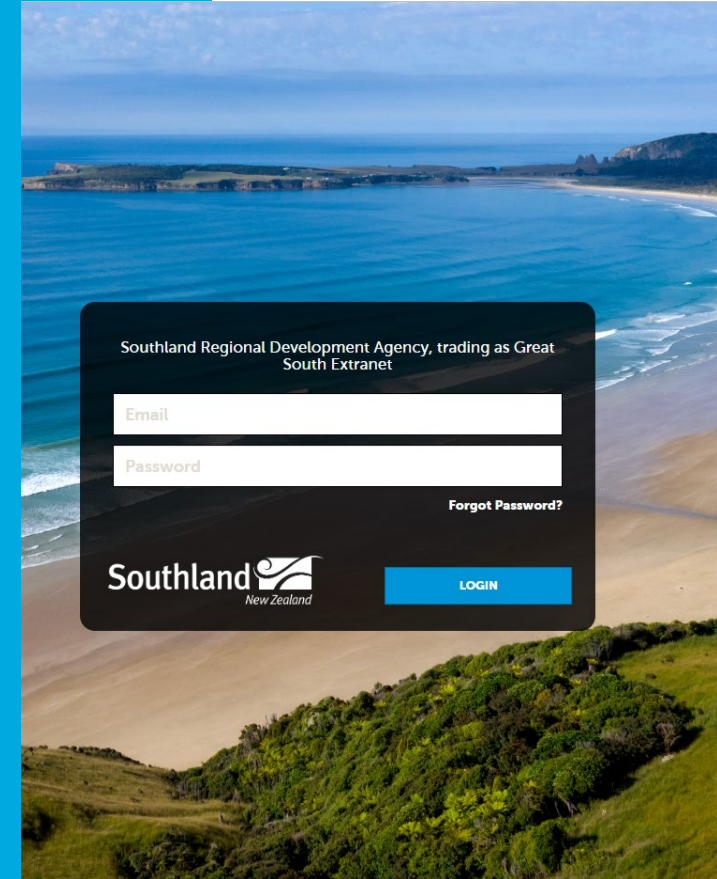 Southland Regional Development Agency, trading as Great
South Extranet
Email
Password
Forgot Password?
Southland
New Zealand
LOGIN